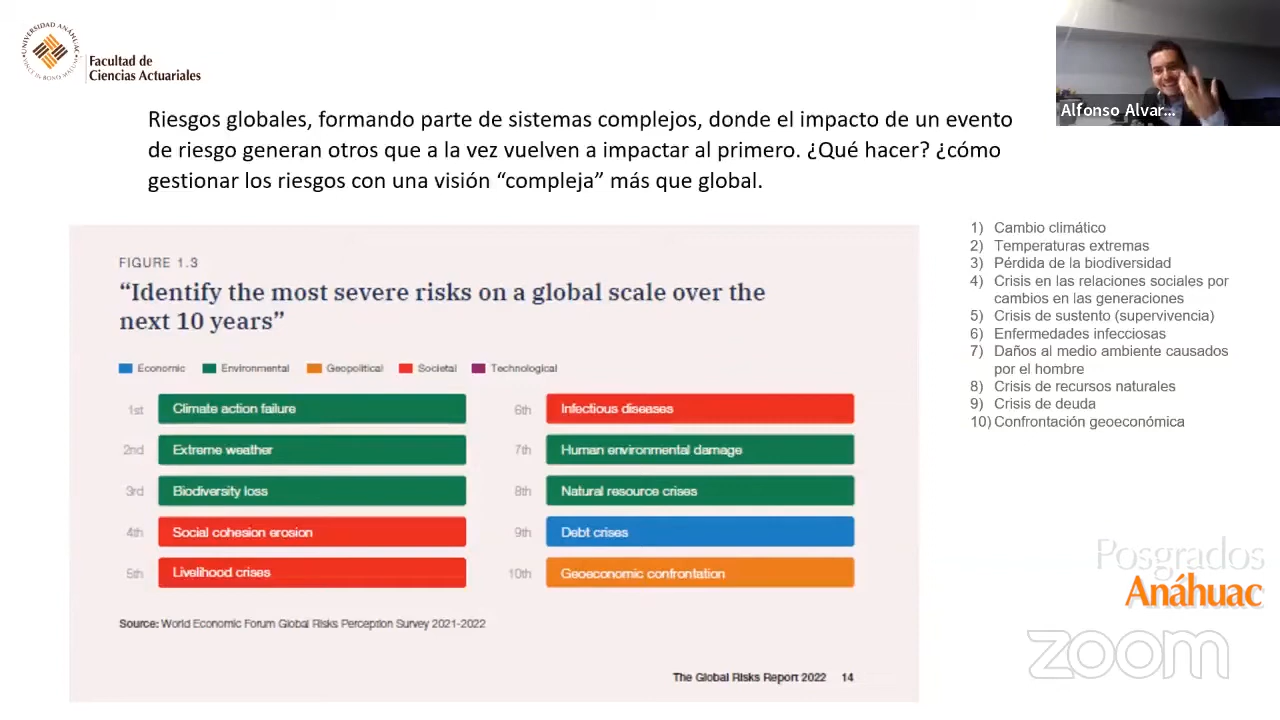 UNIVERSIDAD ANÁHUAC
VINCE IN BONO MALUM
Facultad de
Ciencias Actuariales
Alfonso Alvar...
Riesgos globales, formando parte de sistemas complejos, donde el impacto de un evento
de riesgo generan otros que a la vez vuelven a impactar al primero. ¿Qué hacer? ¿cómo
gestionar los riesgos con una visión “compleja” más que global.
FIGURE 1.3
“Identify the most severe risks on a global scale over the
next 10 years”
Economic Environmental Geopolitical Societal Technological
1st Climate action failure
2nd Extreme weather
3rd Biodiversity loss
4th Social cohesion erosion
5th Livelihood crises
6th Infectious diseases
7th Human environmental damage
8th Natural resource crises
9th Debt crises
10th Geoeconomic confrontation
Source: World Economic Forum Global Risks Perception Survey 2021-2022
The Global Risks Report 2022 14
1) Cambio climático
2) Temperaturas extremas
3) Pérdida de la biodiversidad
4) Crisis en las relaciones sociales por
cambios en las generaciones
5) Crisis de sustento (supervivencia)
6) Enfermedades infecciosas
7) Daños al medio ambiente causados
por el hombre
8) Crisis de recursos naturales
9) Crisis de deuda
10) Confrontación geoeconómica
Posgrados
Anáhuac
zoom